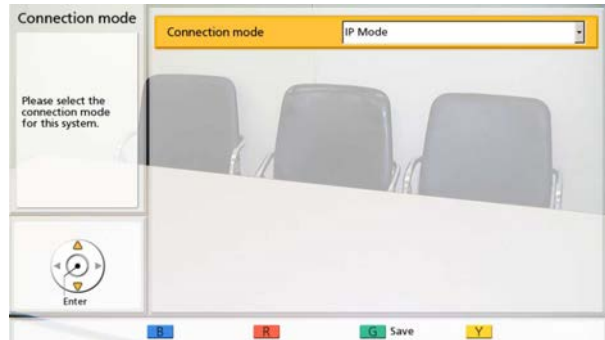 Connection mode
Connection mode
IP Mode
Please select the
connection mode
for this system.
Enter
B
R
G Save
Y